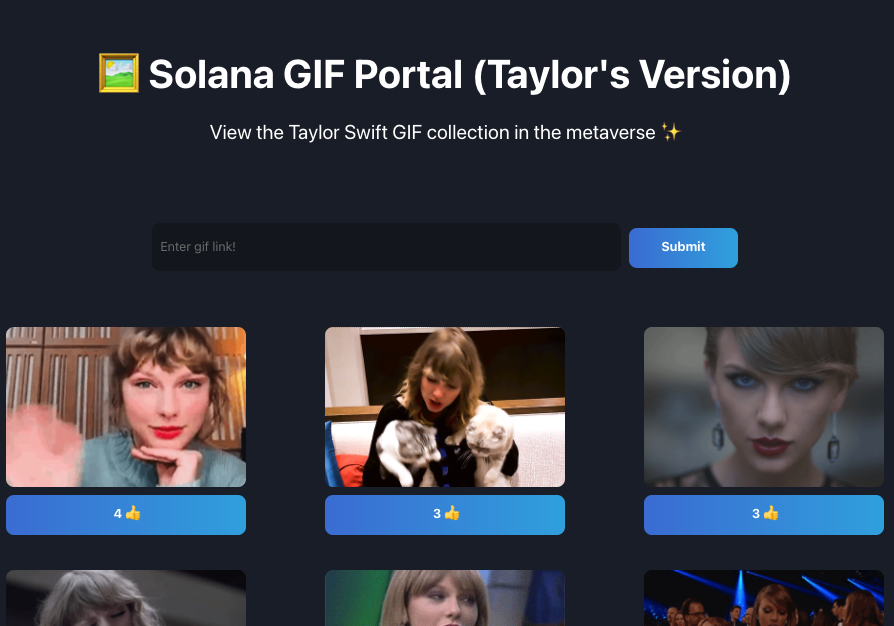 🖼️ Solana GIF Portal (Taylor's Version)
View the Taylor Swift GIF collection in the metaverse ✨
Enter gif link!
Submit
4 👍
3 👍
3 👍